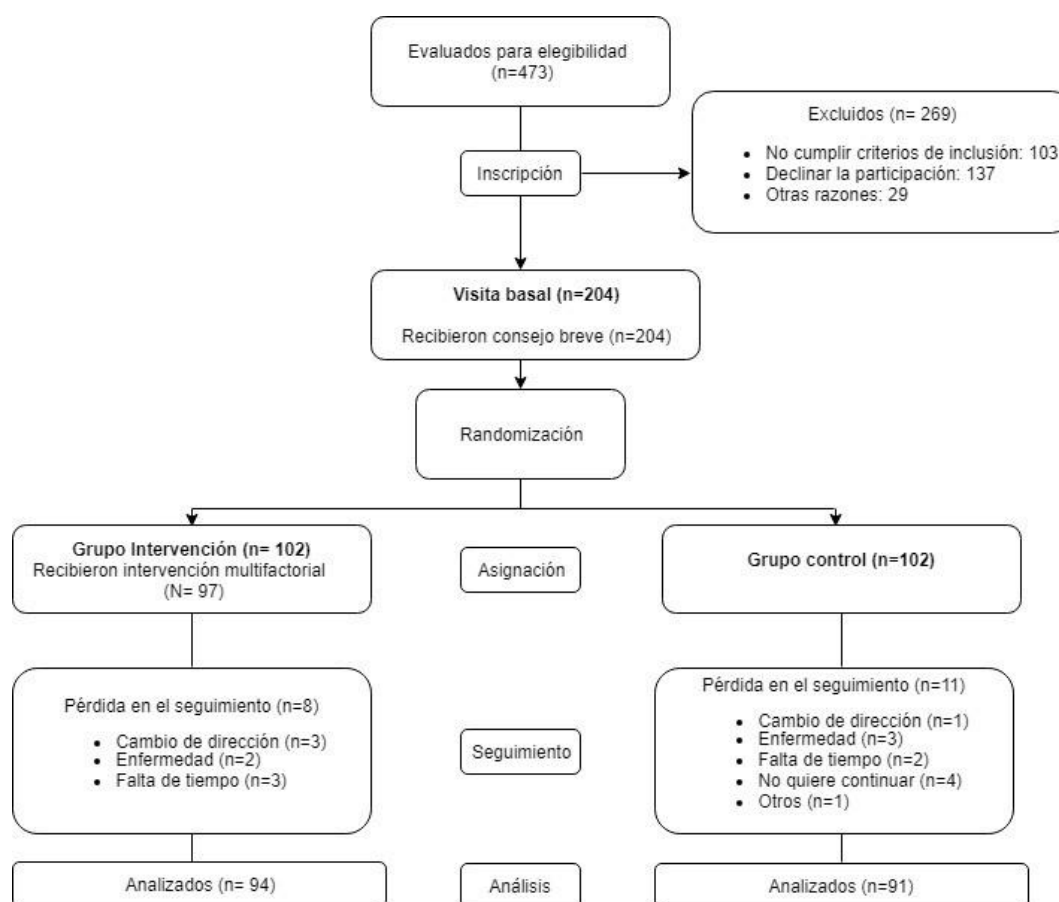 Evaluados para elegibilidad
(n=473)
Excluidos (n= 269)
• No cumplir criterios de inclusión: 103
• Declinar la participación: 137
• Otras razones: 29
Inscripción
Visita basal (n=204)
Recibieron consejo breve (n=204)
Randomización
Grupo Intervención (n= 102)
Recibieron intervención multifactorial
(N= 97)
Asignación
Grupo control (n=102)
Pérdida en el seguimiento (n=8)
• Cambio de dirección (n=3)
• Enfermedad (n=2)
• Falta de tiempo (n=3)
Seguimiento
Pérdida en el seguimiento (n=11)
• Cambio de dirección (n=1)
• Enfermedad (n=3)
• Falta de tiempo (n=2)
• No quiere continuar (n=4)
• Otros (n=1)
Analizados (n= 94)
Análisis
Analizados (n=91)